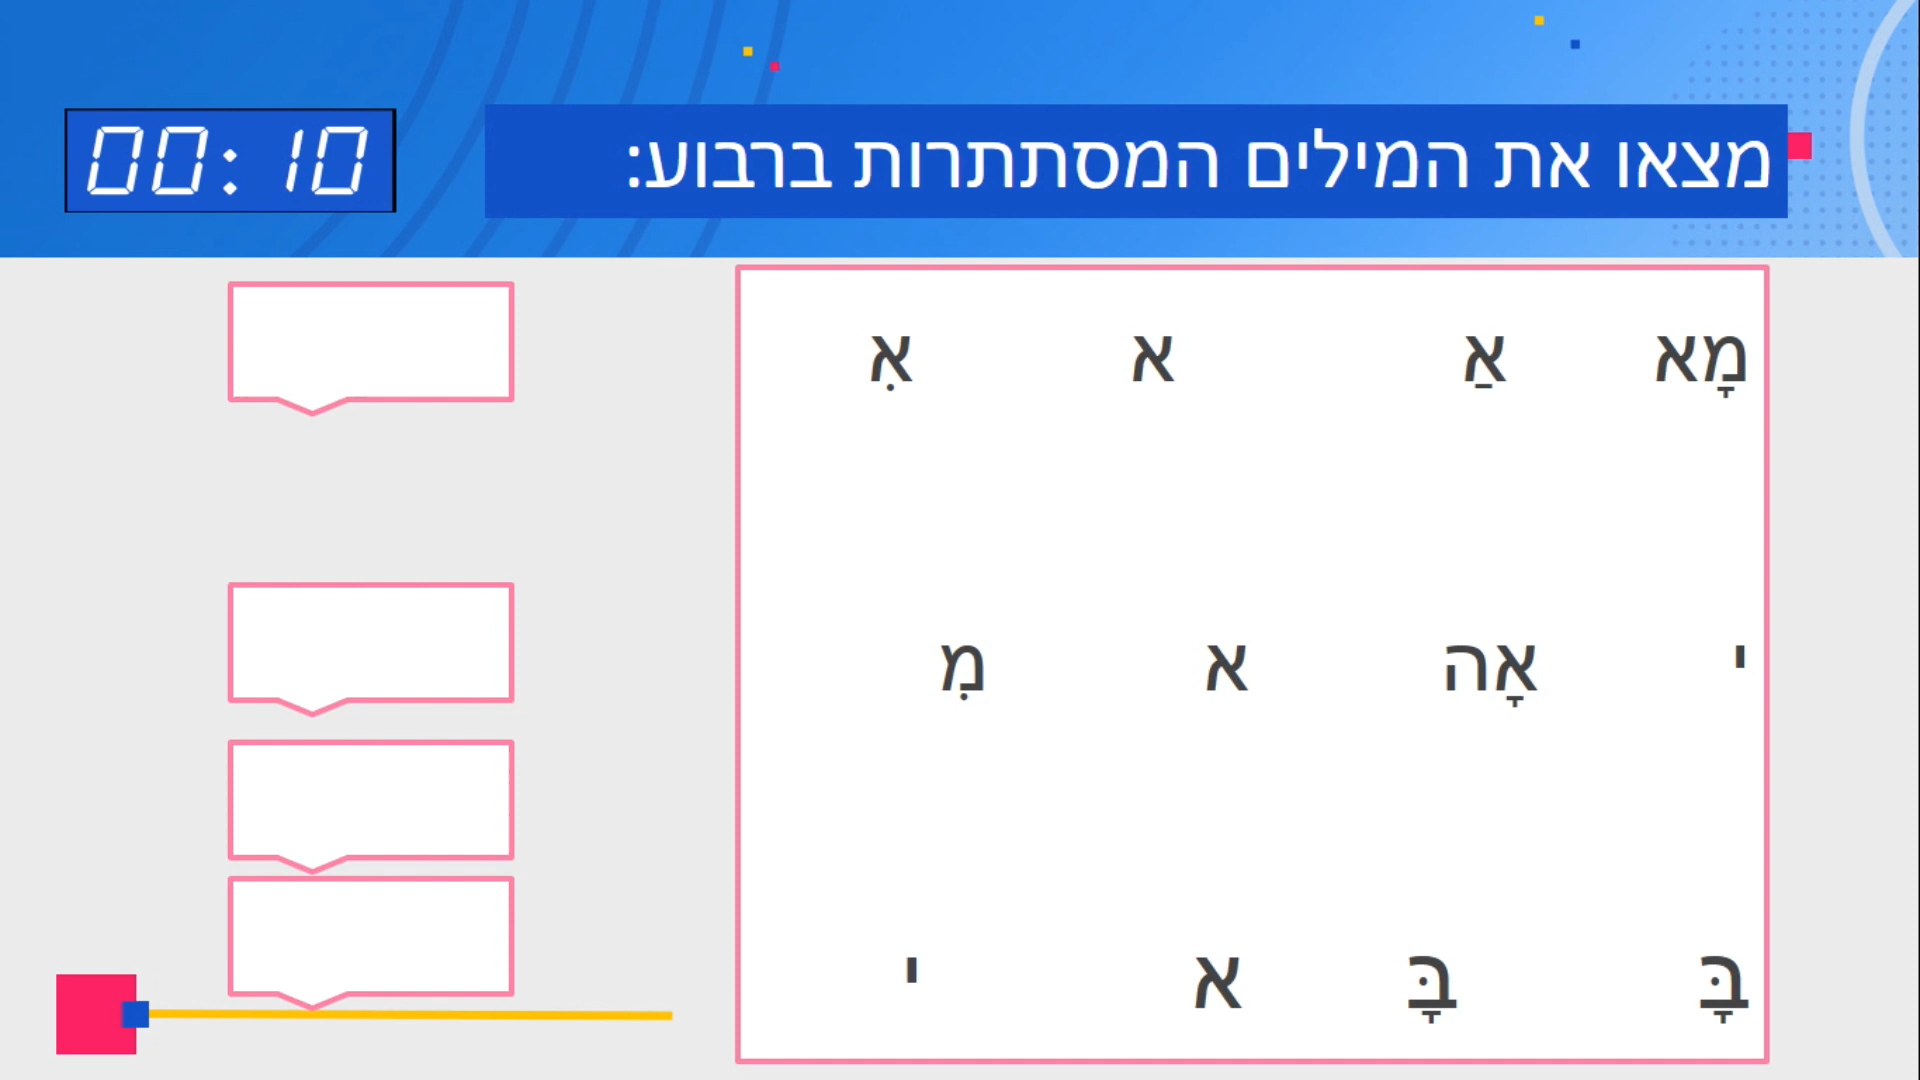 מצאו את המילים המסתתרות ברבוע:
00:10
מָא אַ א אִ
י אָה א מִ
בָּ בָּ א י